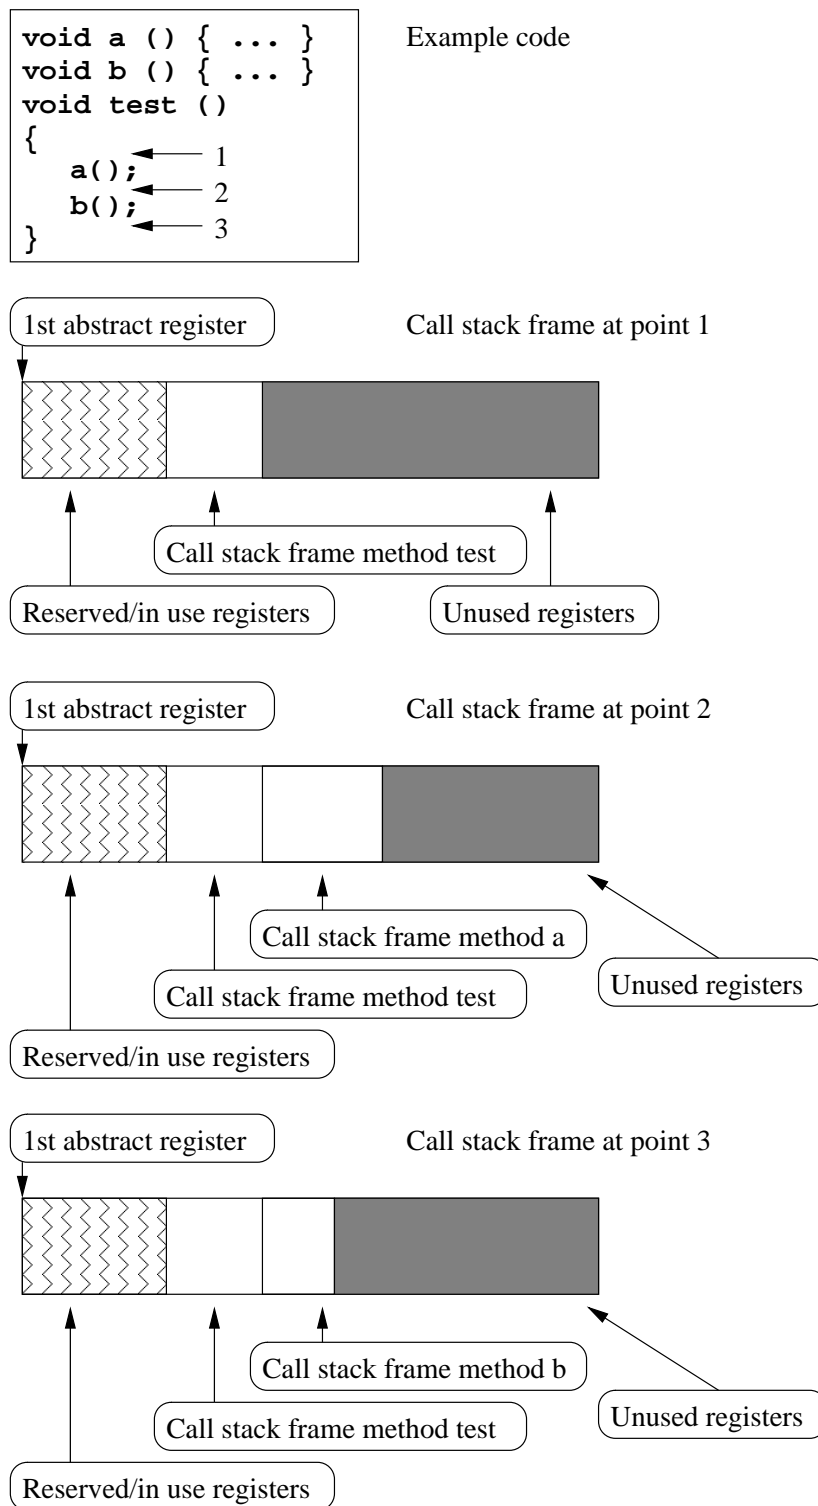 void a () { ... }
Example code
void b () { ... }
void test ()
{
1
a();
2
b();
3
}
1st abstract register
Call stack frame at point 1
Call stack frame method test
Reserved/in use registers
Unused registers
1st abstract register
Call stack frame at point 2
Call stack frame method a
Unused registers
Call stack frame method test
Reserved/in use registers
1st abstract register
Call stack frame at point 3
Call stack frame method b
Unused registers
Call stack frame method test
Reserved/in use registers